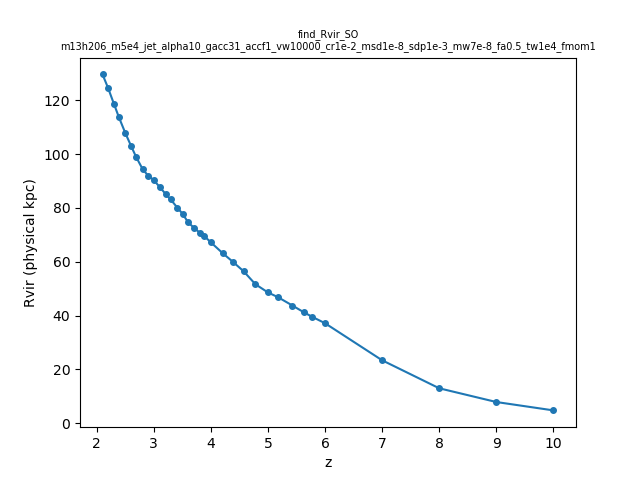 find_Rvir_SO
m13h206_m5e4_jet_alpha10_gacc31_accf1_vw10000_cr1e-2_msd1e-8_sdp1e-3_mw7e-8_fa0.5_tw1e4_fmom1
120
100
80
60
40
20
0
Rvir (physical kpc)
2 3 4 5 6 7 8 9 10
z